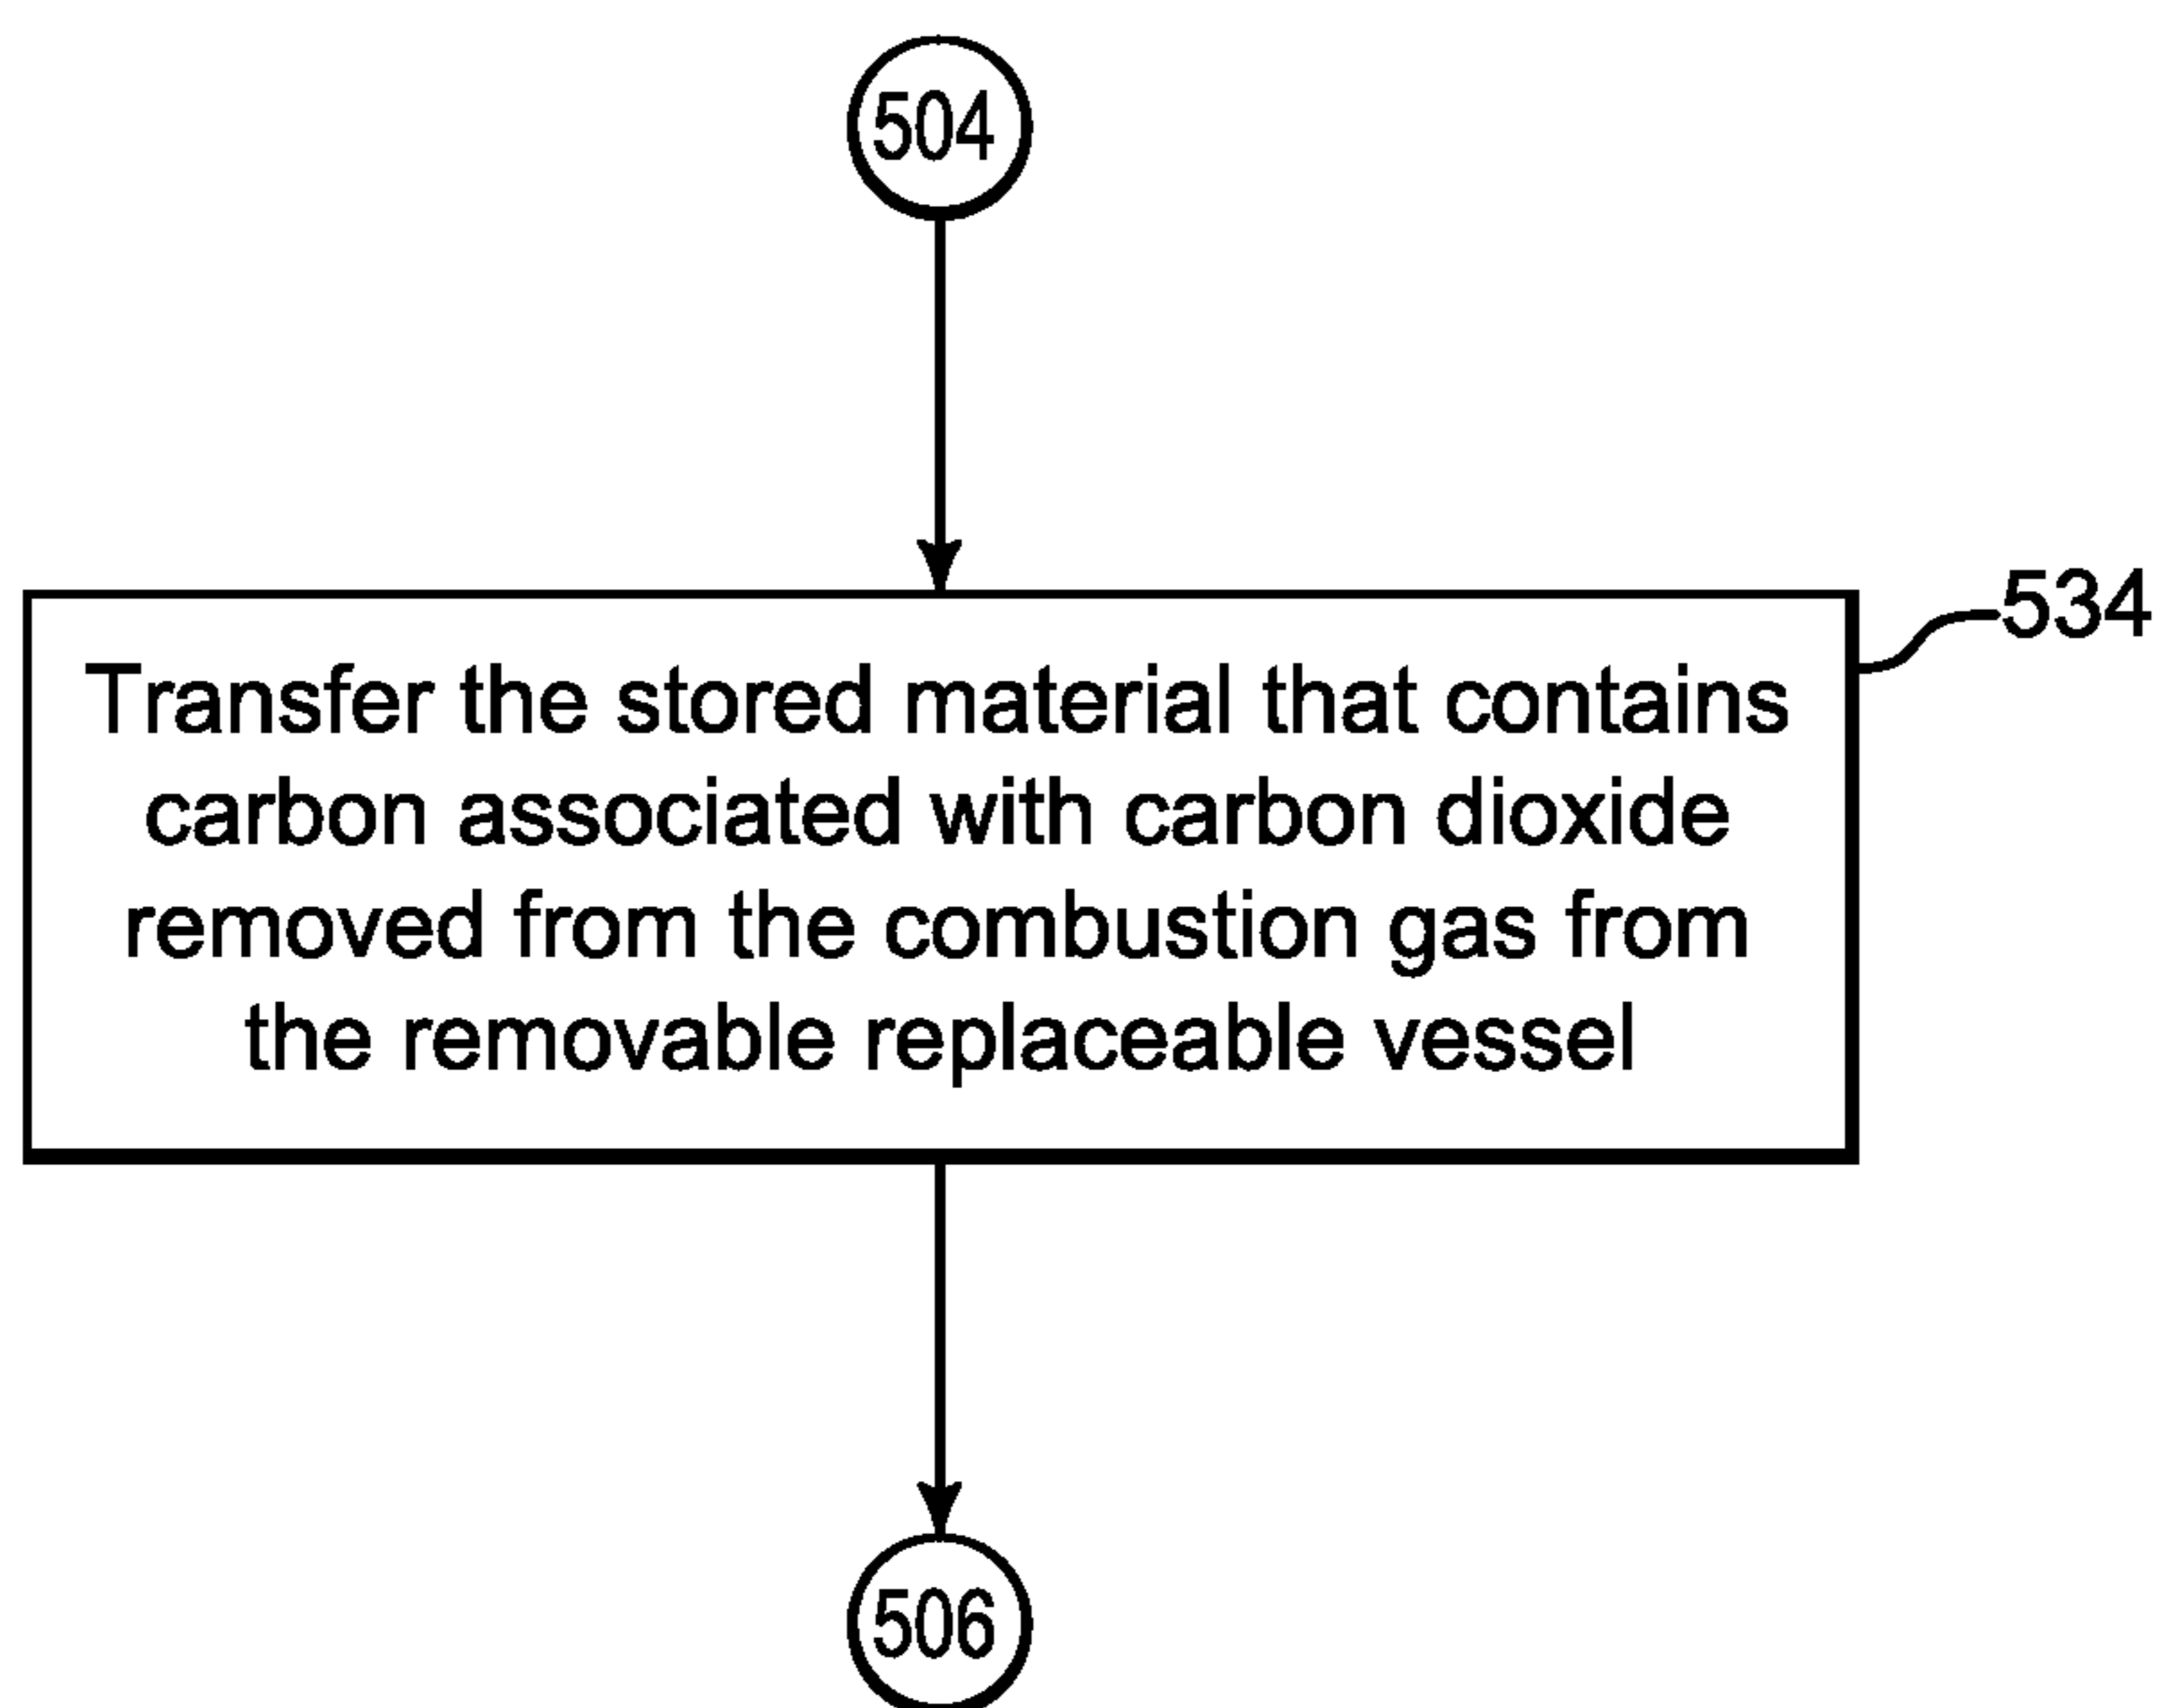 504
534
Transfer the stored material that contains
carbon associated with carbon dioxide
removed from the combustion gas from
the removable replaceable vessel
506